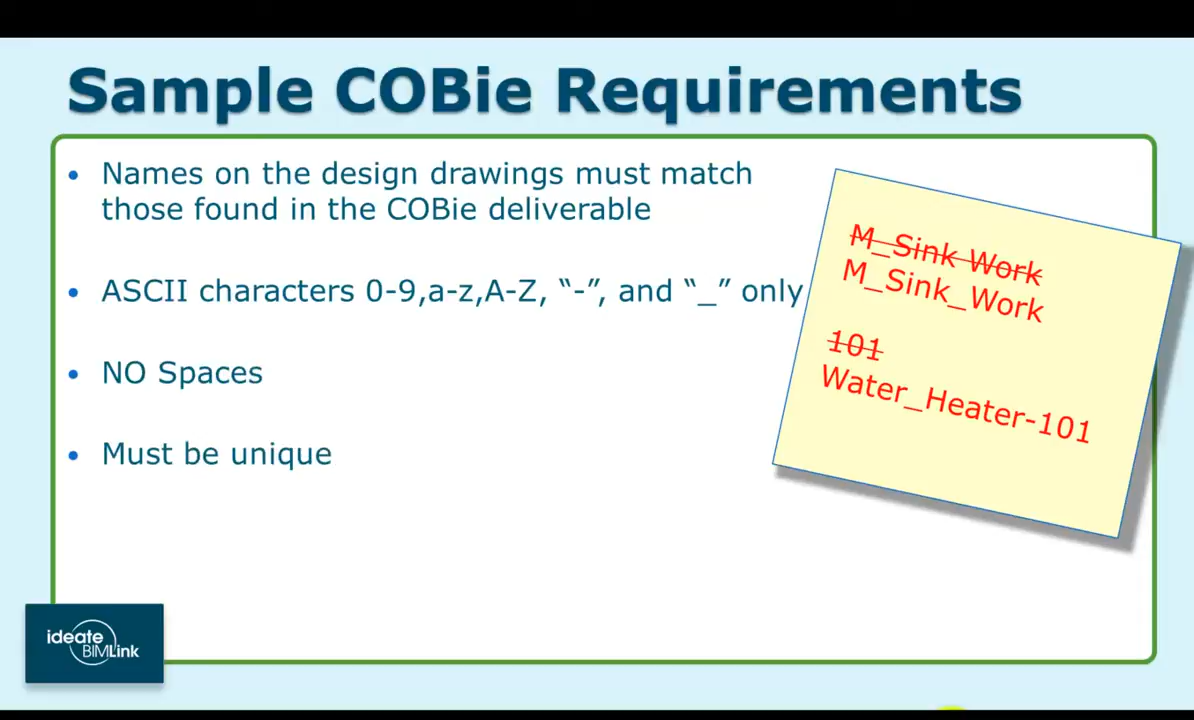 Sample COBie Requirements
• Names on the design drawings must match
those found in the COBie deliverable
• ASCII characters 0-9,a-z,A-Z, “-”, and “_” only
• NO Spaces
• Must be unique
M_Sink Work
M_Sink_Work
101
Water_Heater-101
ideate
BIMLink